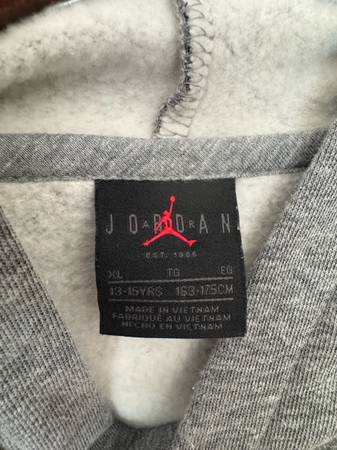 JORDAN
AIR
EST. 1985
XL TG EG
13-15YRS 163-175CM
MADE IN VIETNAM
FABRIQUÉ AU VIETNAM
HECHO EN VIETNAM